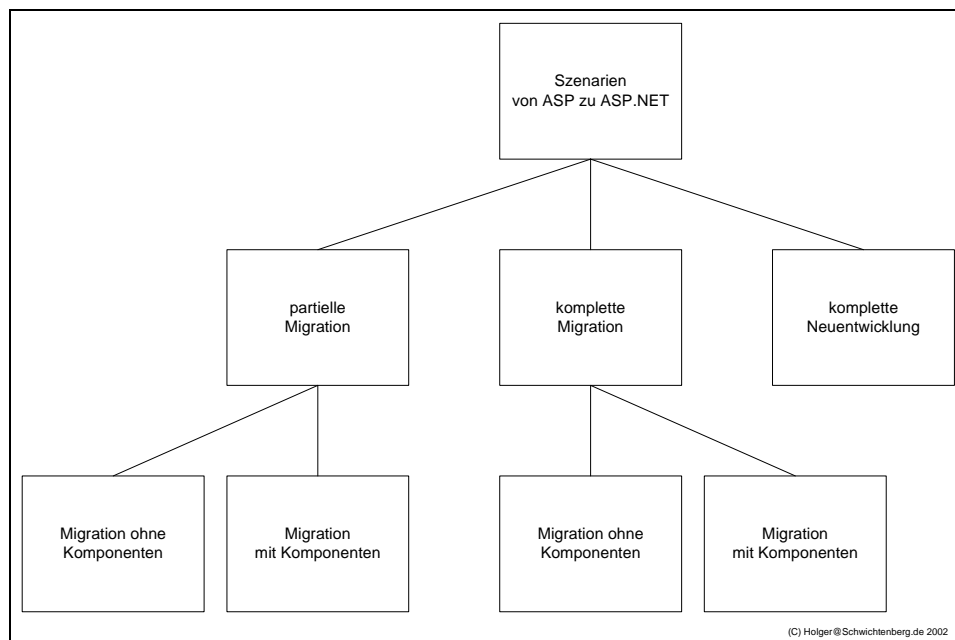 Szenarien
von ASP zu ASP.NET
partielle
Migration
komplette
Migration
komplette
Neuentwicklung
Migration ohne
Komponenten
Migration
mit Komponenten
Migration ohne
Komponenten
Migration
mit Komponenten
(C) Holger@Schwichtenberg.de 2002